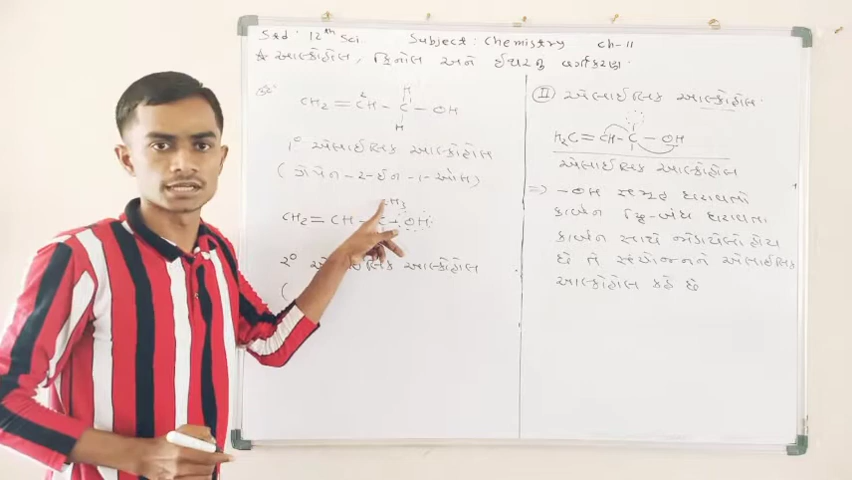 Std : 12th Sci. Subject : Chemistry Ch-11
* આલ્કોહોલ, ફિનોલ અને ઈથરનું વર્ગીકરણ.
H
CH2 = CH - C - OH
2
H
1° એલાઈલિક આલ્કોહોલ
(પ્રોપેન-2-ઈન-1-ઓલ)
CH3
CH2 = CH - C - OH
2° એલાઈલિક આલ્કોહોલ
(
II એલાઈલિક આલ્કોહોલ.
H2C = CH - C - OH
એલાઈલિક આલ્કોહોલ
=> -OH સમૂહ ધરાવતો
કાર્બન દ્વિ-બંધ ધરાવતા
કાર્બન સાથે જોડાયેલો હોય
છે તે સંયોજનને એલાઈલિક
આલ્કોહોલ કહે છે